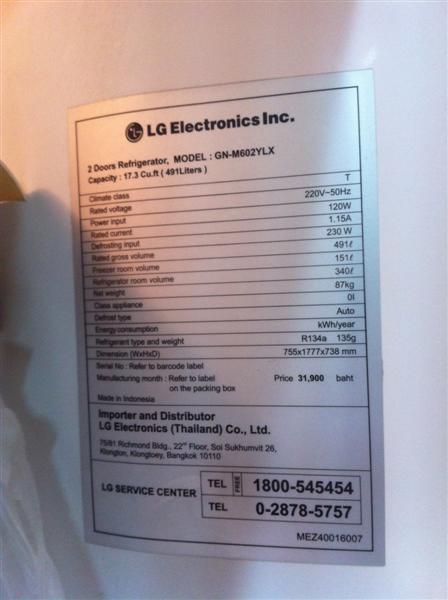 LG Electronics Inc.
2 Doors Refrigerator, MODEL : GN-M602YLX
Capacity : 17.3 Cu.ft ( 491Liters )
Climate class T
Rated voltage 220V~50Hz
Power input 120W
Rated current 1.15A
Defrosting input 230 W
Rated gross volume 491ℓ
Freezer room volume 151ℓ
Refrigerator room volume 340ℓ
Net weight 87kg
Class appliance 0I
Defrost type Auto
Energy consumption kWh/year
Refrigerant type and weight R134a 135g
Dimension (WxHxD) 755x1777x738 mm
Serial No : Refer to barcode label
Manufacturing month : Refer to label Price 31,900 baht
on the packing box
Made in Indonesia
Importer and Distributor
LG Electronics (Thailand) Co., Ltd.
75/81 Richmond Bldg., 22nd Floor, Soi Sukhumvit 26,
Klongton, Klongtoey, Bangkok 10110
LG SERVICE CENTER TEL FREE 1800-545454
TEL 0-2878-5757
MEZ40016007